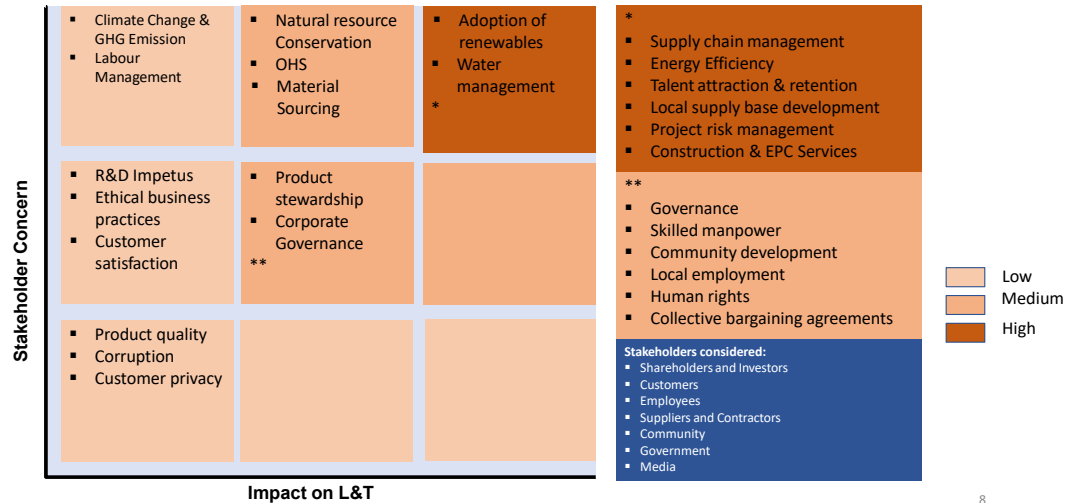 Stakeholder Concern
▪ Climate Change &
GHG Emission
▪ Labour
Management
▪ Natural resource
Conservation
▪ OHS
▪ Material
Sourcing
▪ Adoption of
renewables
▪ Water
management
*
▪ R&D Impetus
▪ Ethical business
practices
▪ Customer
satisfaction
▪ Product
stewardship
▪ Corporate
Governance
**
▪ Product quality
▪ Corruption
▪ Customer privacy
Impact on L&T
*
▪ Supply chain management
▪ Energy Efficiency
▪ Talent attraction & retention
▪ Local supply base development
▪ Project risk management
▪ Construction & EPC Services
**
▪ Governance
▪ Skilled manpower
▪ Community development
▪ Local employment
▪ Human rights
▪ Collective bargaining agreements
Stakeholders considered:
▪ Shareholders and Investors
▪ Customers
▪ Employees
▪ Suppliers and Contractors
▪ Community
▪ Government
▪ Media
Low
Medium
High
8